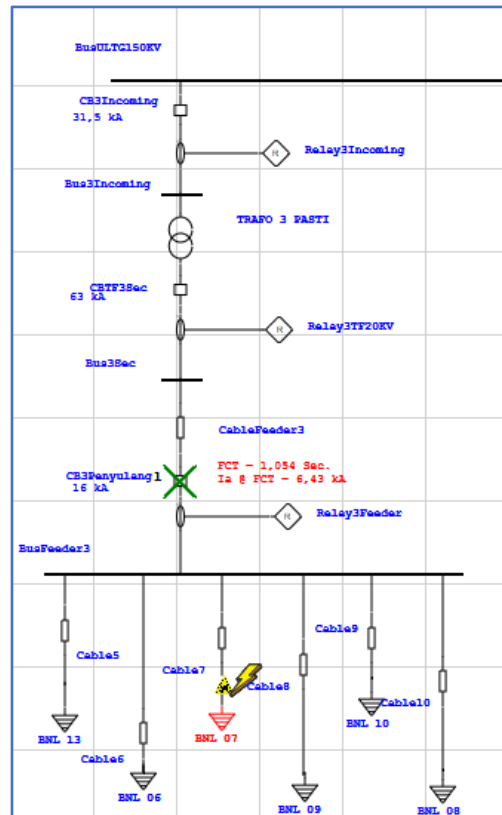 BusULTG150KV
CB3Incoming
31,5 kA
R
Relay3Incoming
Bus3Incoming
TRAFO 3 PASTI
CBTF3Sec
63 kA
R
Relay3TF20KV
Bus3Sec
CableFeeder3
CB3Penyulang
1
16 kA
FCT - 1,054 Sec.
Ia @ FCT - 6,43 kA
R
Relay3Feeder
BusFeeder3
Cable5
Cable7
Cable8
Cable9
Cable10
BNL 13
Cable6
BNL 07
BNL 10
BNL 06
BNL 09
BNL 08